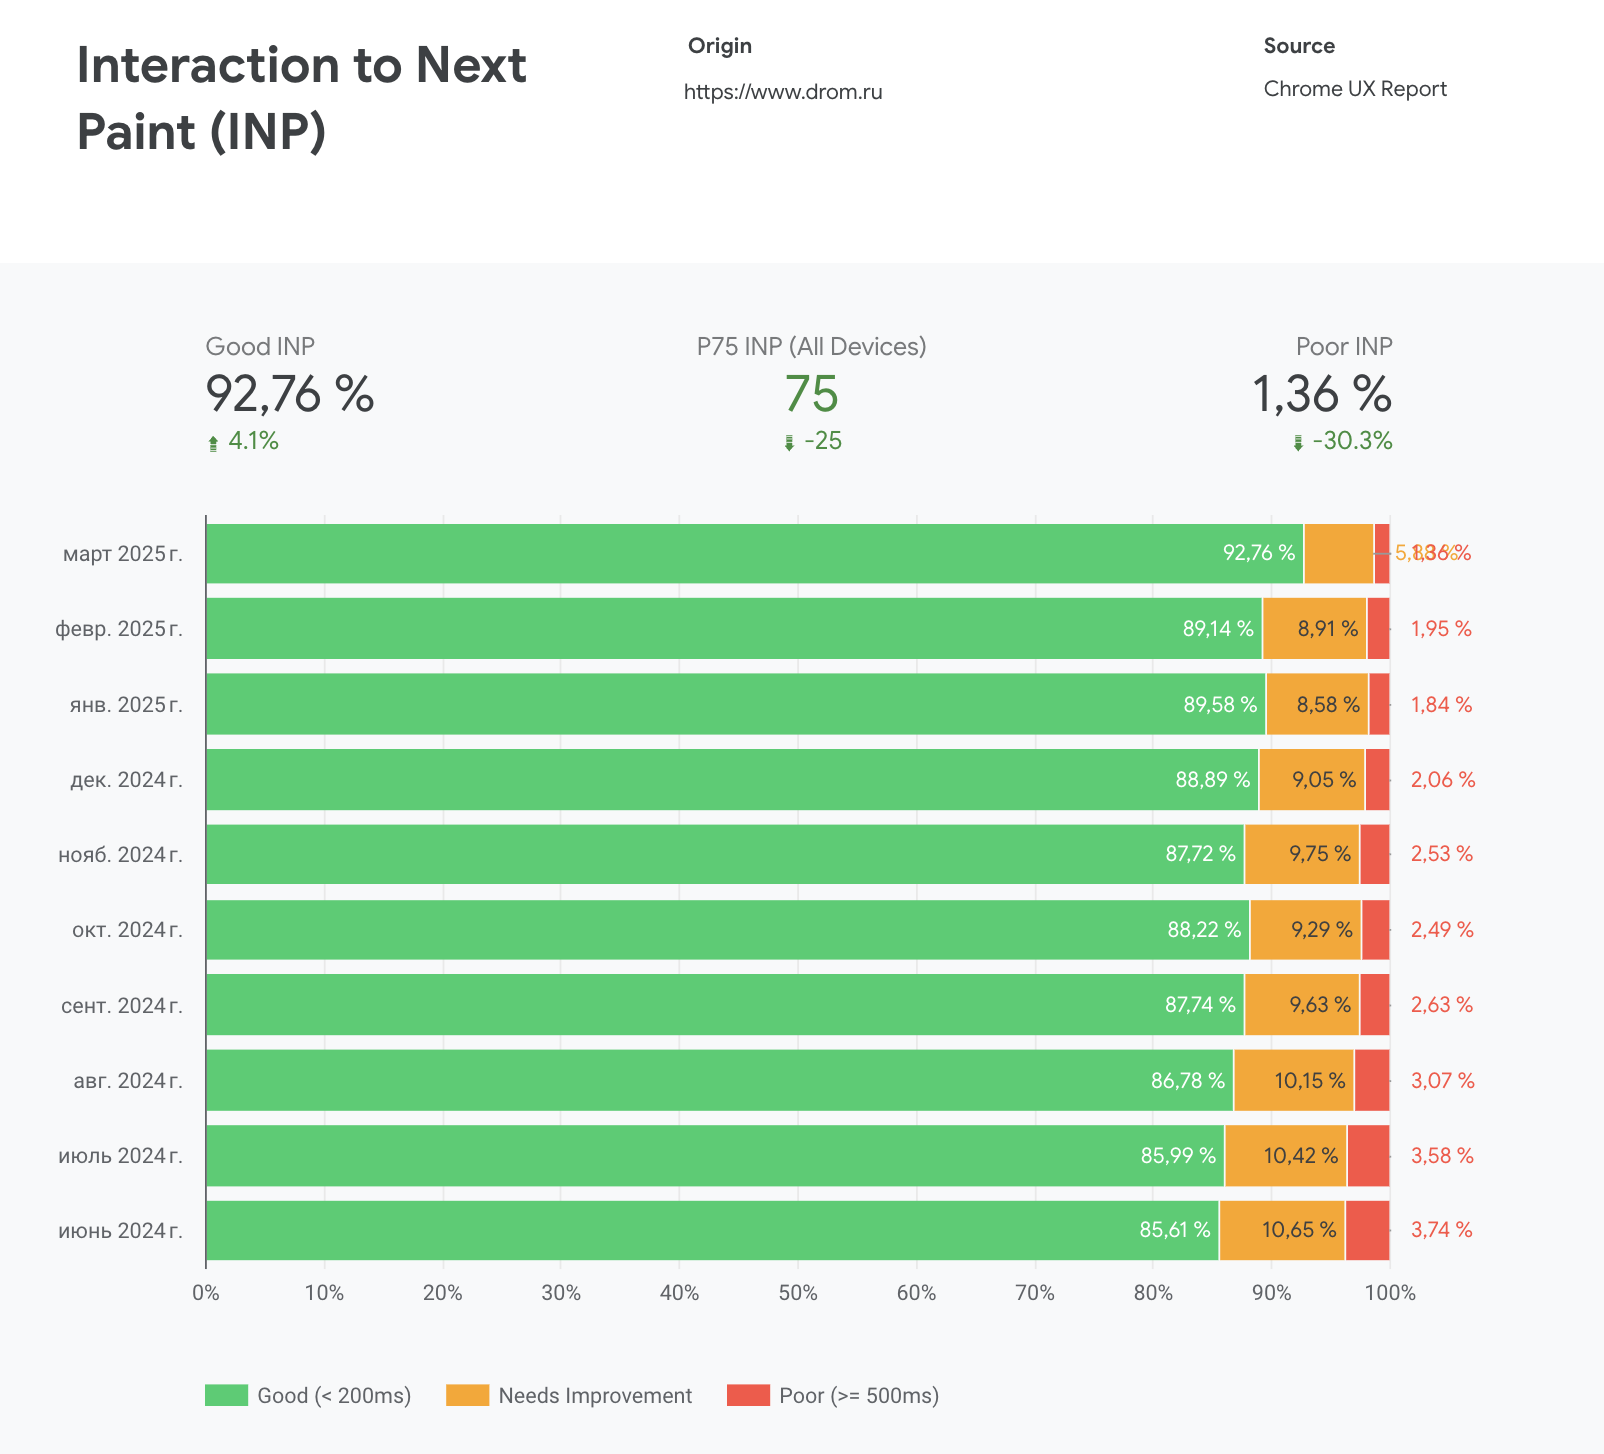 Interaction to Next
Paint (INP)
Origin
https://www.drom.ru
Source
Chrome UX Report
Good INP
92,76 %
4.1%
P75 INP (All Devices)
75
-25
Poor INP
1,36 %
-30.3%
март 2025 г. 92,76 % 1,36 %
февр. 2025 г. 89,14 % 8,91 % 1,95 %
янв. 2025 г. 89,58 % 8,58 % 1,84 %
дек. 2024 г. 88,89 % 9,05 % 2,06 %
нояб. 2024 г. 87,72 % 9,75 % 2,53 %
окт. 2024 г. 88,22 % 9,29 % 2,49 %
сент. 2024 г. 87,74 % 9,63 % 2,63 %
авг. 2024 г. 86,78 % 10,15 % 3,07 %
июль 2024 г. 85,99 % 10,42 % 3,58 %
июнь 2024 г. 85,61 % 10,65 % 3,74 %
0% 10% 20% 30% 40% 50% 60% 70% 80% 90% 100%
Good (< 200ms) Needs Improvement Poor (>= 500ms)